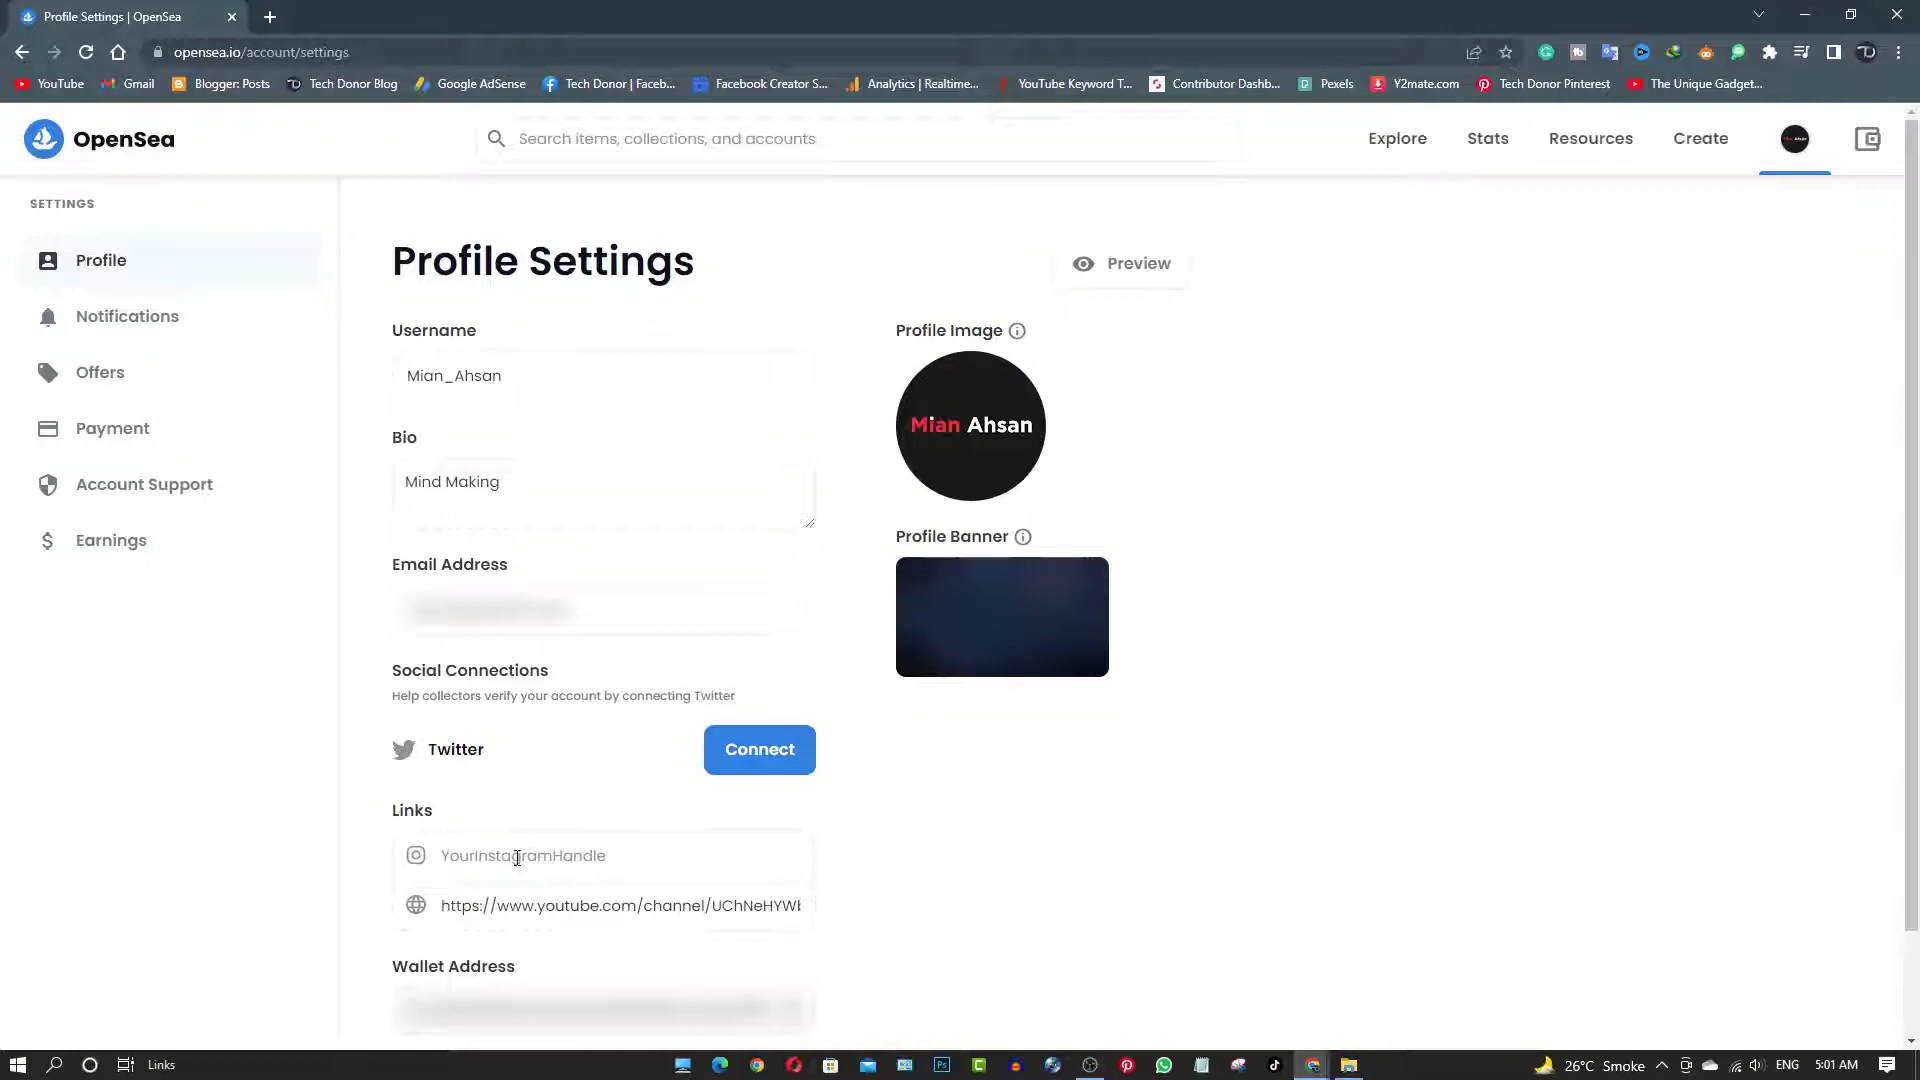 Profile Settings | OpenSea
opensea.io/account/settings
YouTube
Gmail
Blogger: Posts
Tech Donor Blog
Google AdSense
Tech Donor | Faceb...
Facebook Creator S...
Analytics | Realtime...
YouTube Keyword T...
Contributor Dashb...
Pexels
Y2mate.com
Tech Donor Pinterest
The Unique Gadget...
OpenSea
Search items, collections, and accounts
Explore
Stats
Resources
Create
SETTINGS
Profile
Notifications
Offers
Payment
Account Support
Earnings
Profile Settings
Preview
Username
Mian_Ahsan
Bio
Mind Making
Email Address
Social Connections
Help collectors verify your account by connecting Twitter
Twitter
Connect
Links
YourInstagramHandle
https://www.youtube.com/channel/UChNeHYW
Wallet Address
Profile Image
Mian Ahsan
Profile Banner
Links
26°C Smoke
ENG
5:01 AM